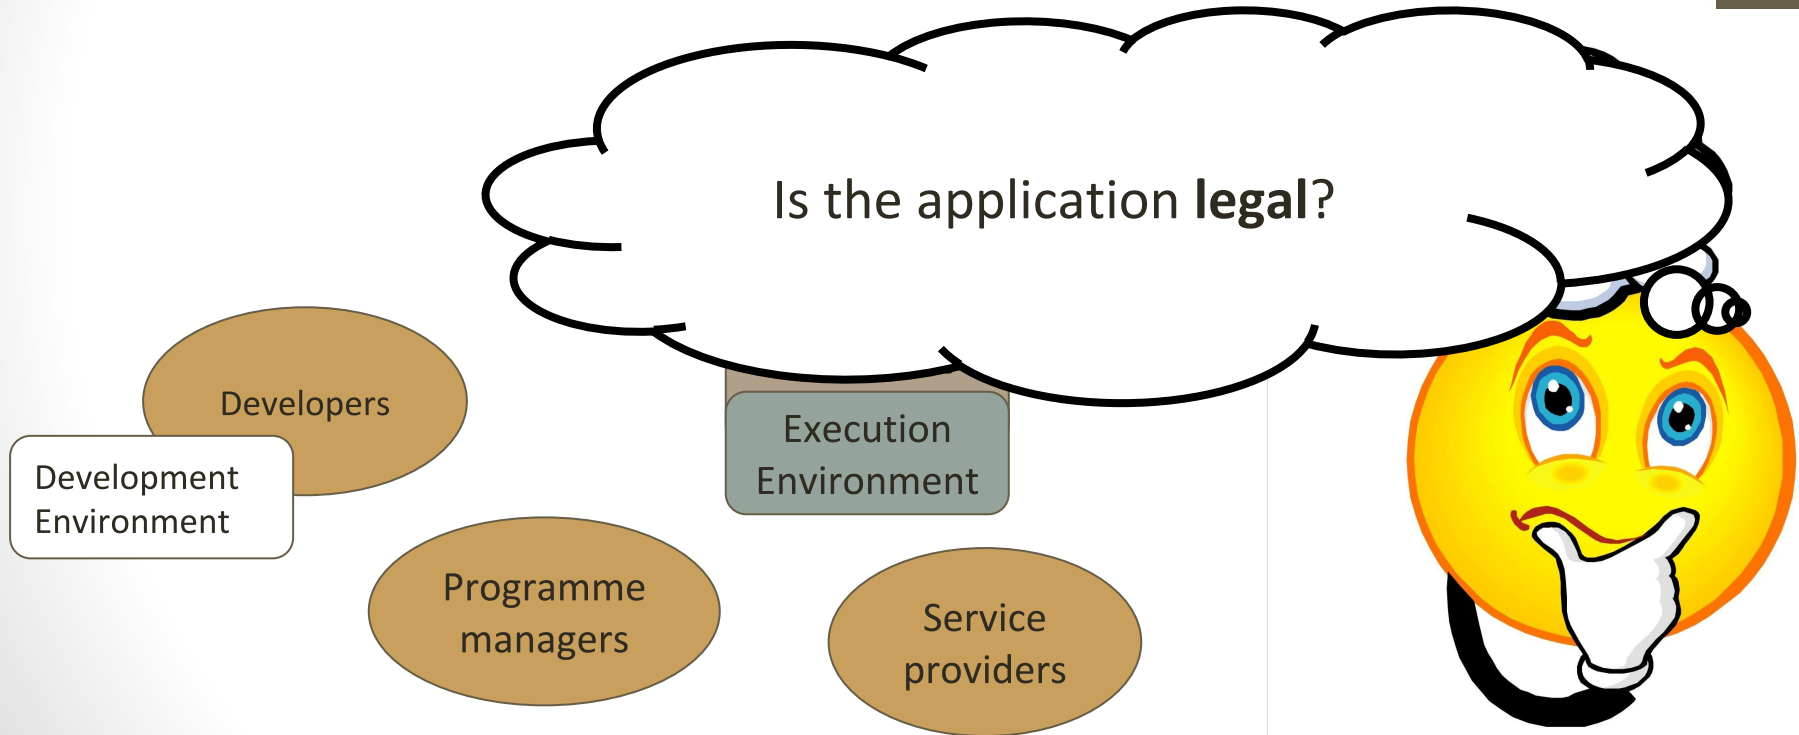 Is the application legal?
Developers
Development
Environment
Execution
Environment
Programme
managers
Service
providers